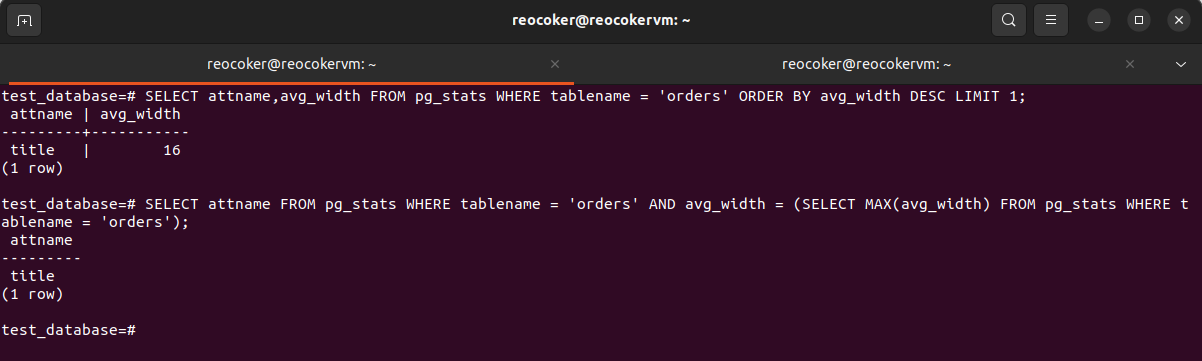 reocoker@reocokervm: ~
reocoker@reocokervm: ~
reocoker@reocokervm: ~
test_database=# SELECT attname,avg_width FROM pg_stats WHERE tablename = 'orders' ORDER BY avg_width DESC LIMIT 1;
 attname | avg_width
---------+-----------
 title   |        16
(1 row)
test_database=# SELECT attname FROM pg_stats WHERE tablename = 'orders' AND avg_width = (SELECT MAX(avg_width) FROM pg_stats WHERE t
ablename = 'orders');
 attname
---------
 title
(1 row)
test_database=#